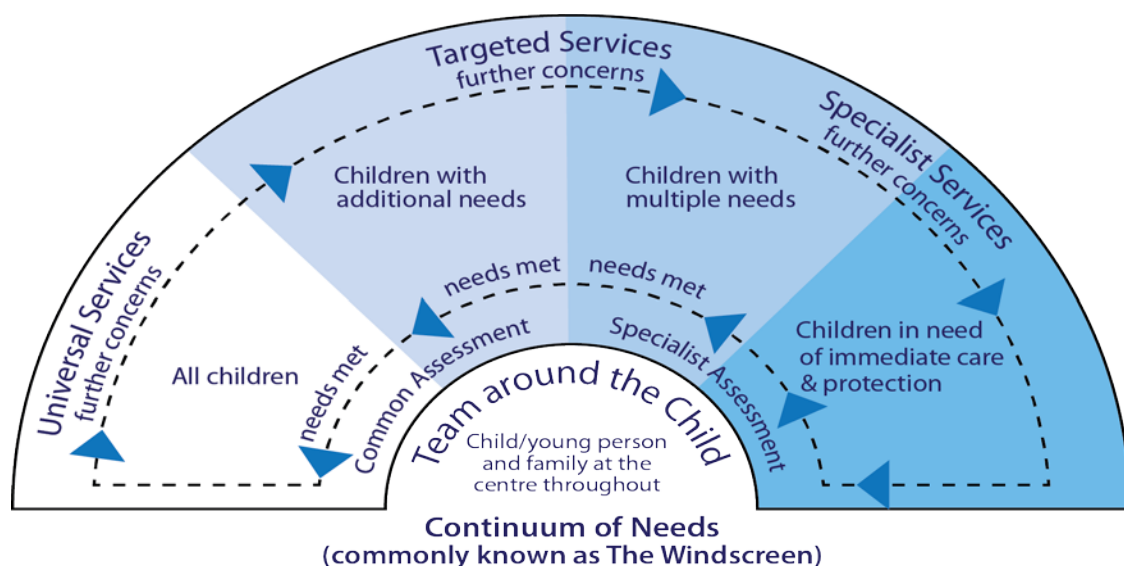 Targeted Services
further concerns
Specialist Services
further concerns
Universal Services
further concerns
Children with
additional needs
Children with
multiple needs
needs met
needs met
needs met
All children
Children in need
of immediate care
& protection
Common Assessment
Specialist Assessment
Team around the Child
Child/young person
and family at the
centre throughout
Continuum of Needs
(commonly known as The Windscreen)